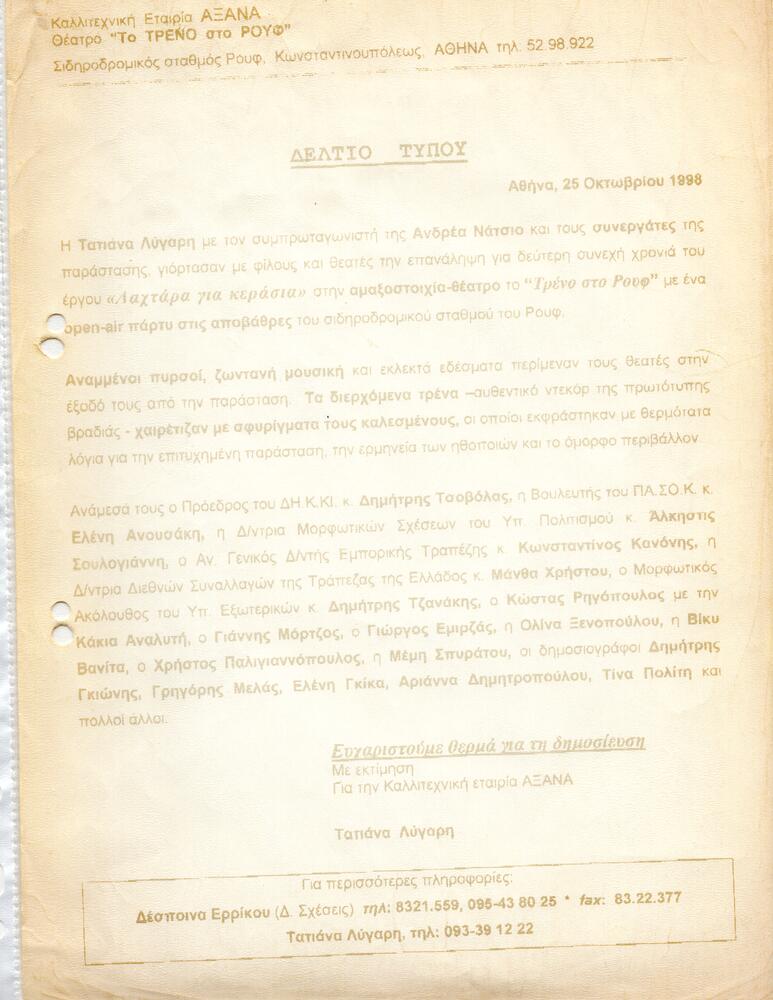 Καλλιτεχνική Εταιρία ΑΞΑΝΑ
Θέατρο "Το ΤΡΕΝΟ στο ΡΟΥΦ"
Σιδηροδρομικός σταθμός Ρουφ, Κωνσταντινουπόλεως, ΑΘΗΝΑ τηλ. 52.98.922
ΔΕΛΤΙΟ ΤΥΠΟΥ
Αθήνα, 25 Οκτωβρίου 1998
Η Τατιάνα Λύγαρη με τον συμπρωταγωνιστή της Ανδρέα Νάτσιο και τους συνεργάτες της
παράστασης, γιόρτασαν με φίλους και θεατές την επανάληψη για δεύτερη συνεχή χρονιά του
έργου «Λαχτάρα για κεράσια» στην αμαξοστοιχία-θέατρο το "Τρένο στο Ρουφ" με ένα
open-air πάρτυ στις αποβάθρες του σιδηροδρομικού σταθμού του Ρουφ.
Αναμμένοι πυρσοί, ζωντανή μουσική και εκλεκτά εδέσματα περίμεναν τους θεατές στην
έξοδό τους από την παράσταση. Τα διερχόμενα τρένα –αυθεντικό ντεκόρ της πρωτότυπης
βραδιάς - χαιρέτιζαν με σφυρίγματα τους καλεσμένους, οι οποίοι εκφράστηκαν με θερμότατα
λόγια για την επιτυχημένη παράσταση, την ερμηνεία των ηθοποιών και το όμορφο περιβάλλον.
Ανάμεσά τους ο Πρόεδρος του ΔΗ.Κ.ΚΙ. κ. Δημήτρης Τσοβόλας, η Βουλευτής του ΠΑ.ΣΟ.Κ. κ.
Ελένη Ανουσάκη, η Δ/ντρια Μορφωτικών Σχέσεων του Υπ. Πολιτισμού κ. Άλκηστις
Σουλογιάννη, ο Αν. Γενικός Δ/ντής Εμπορικής Τραπέζης κ. Κωνσταντίνος Κανόνης, η
Δ/ντρια Διεθνών Συναλλαγών της Τράπεζας της Ελλάδος κ. Μάνθα Χρήστου, ο Μορφωτικός
Ακόλουθος του Υπ. Εξωτερικών κ. Δημήτρης Τζανάκης, ο Κώστας Ρηγόπουλος με την
Κάκια Αναλυτή, ο Γιάννης Μόρτζος, ο Γιώργος Εμιρζάς, η Ολίνα Ξενοπούλου, η Βίκυ
Βανίτα, ο Χρήστος Παλιγιαννόπουλος, η Μέμη Σπυράτου, οι δημοσιογράφοι Δημήτρης
Γκιώνης, Γρηγόρης Μελάς, Ελένη Γκίκα, Αριάννα Δημητροπούλου, Τίνα Πολίτη και
πολλοί άλλοι.
Ευχαριστούμε θερμά για τη δημοσίευση
Με εκτίμηση
Για την Καλλιτεχνική εταιρία ΑΞΑΝΑ
Τατιάνα Λύγαρη
Για περισσότερες πληροφορίες:
Δέσποινα Ερρίκου (Δ. Σχέσεις) τηλ: 8321.559, 095-43 80 25 * fax: 83.22.377
Τατιάνα Λύγαρη, τηλ: 093-39 12 22